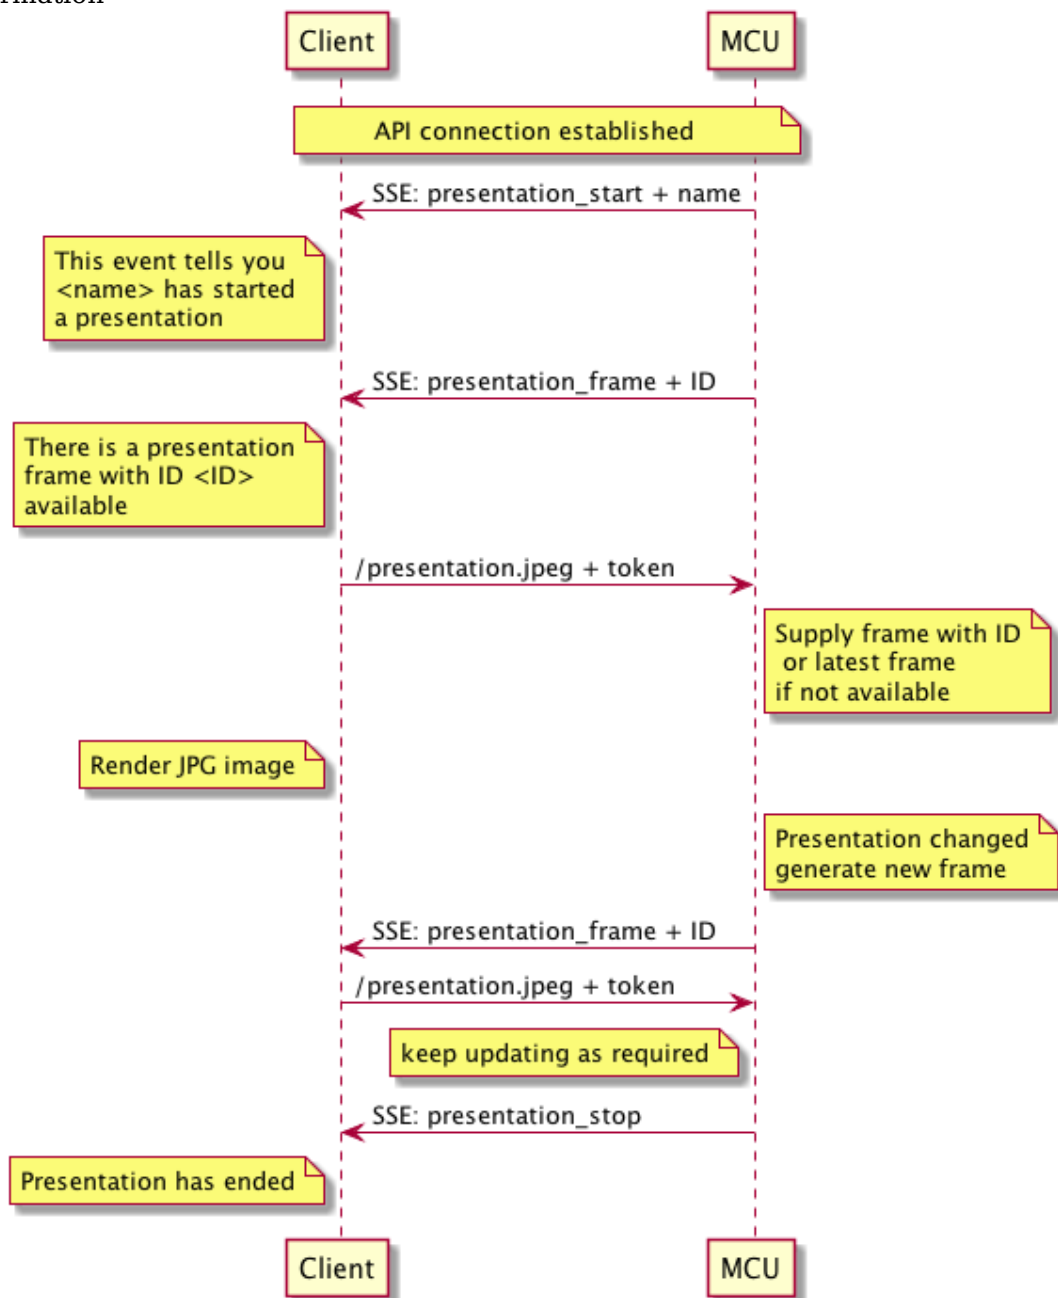 Client
MCU
API connection established
SSE: presentation_start + name
This event tells you
<name> has started
a presentation
SSE: presentation_frame + ID
There is a presentation
frame with ID <ID>
available
/presentation.jpeg + token
Supply frame with ID
or latest frame
if not available
Render JPG image
Presentation changed
generate new frame
SSE: presentation_frame + ID
/presentation.jpeg + token
keep updating as required
SSE: presentation_stop
Presentation has ended
Client
MCU